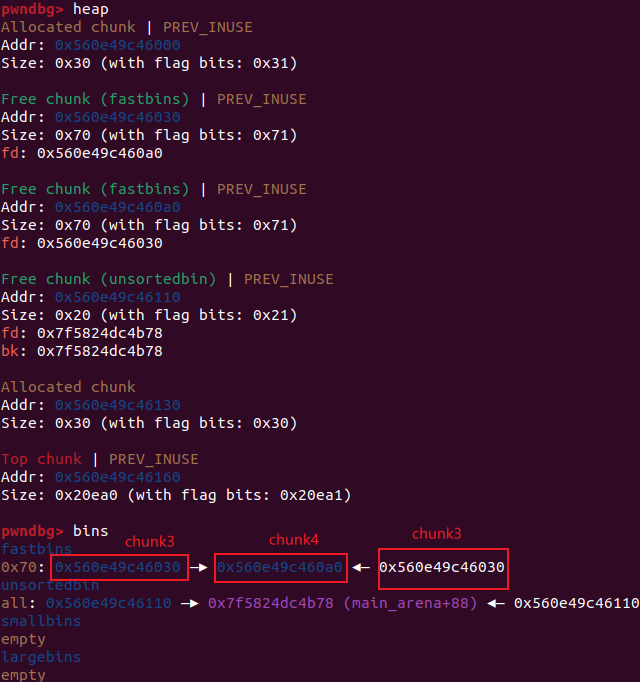 pwndbg> heap
Allocated chunk | PREV_INUSE
Addr: 0x560e49c46000
Size: 0x30 (with flag bits: 0x31)
Free chunk (fastbins) | PREV_INUSE
Addr: 0x560e49c46030
Size: 0x70 (with flag bits: 0x71)
fd: 0x560e49c460a0
Free chunk (fastbins) | PREV_INUSE
Addr: 0x560e49c460a0
Size: 0x70 (with flag bits: 0x71)
fd: 0x560e49c46030
Free chunk (unsortedbin) | PREV_INUSE
Addr: 0x560e49c46110
Size: 0x20 (with flag bits: 0x21)
fd: 0x7f5824dc4b78
bk: 0x7f5824dc4b78
Allocated chunk
Addr: 0x560e49c46130
Size: 0x30 (with flag bits: 0x30)
Top chunk | PREV_INUSE
Addr: 0x560e49c46160
Size: 0x20ea0 (with flag bits: 0x20ea1)
pwndbg> bins
chunk3 chunk4 chunk3
fastbins
0x70: 0x560e49c46030 —▸ 0x560e49c460a0 ◂— 0x560e49c46030
unsortedbin
all: 0x560e49c46110 —▸ 0x7f5824dc4b78 (main_arena+88) ◂— 0x560e49c46110
smallbins
empty
largebins
empty